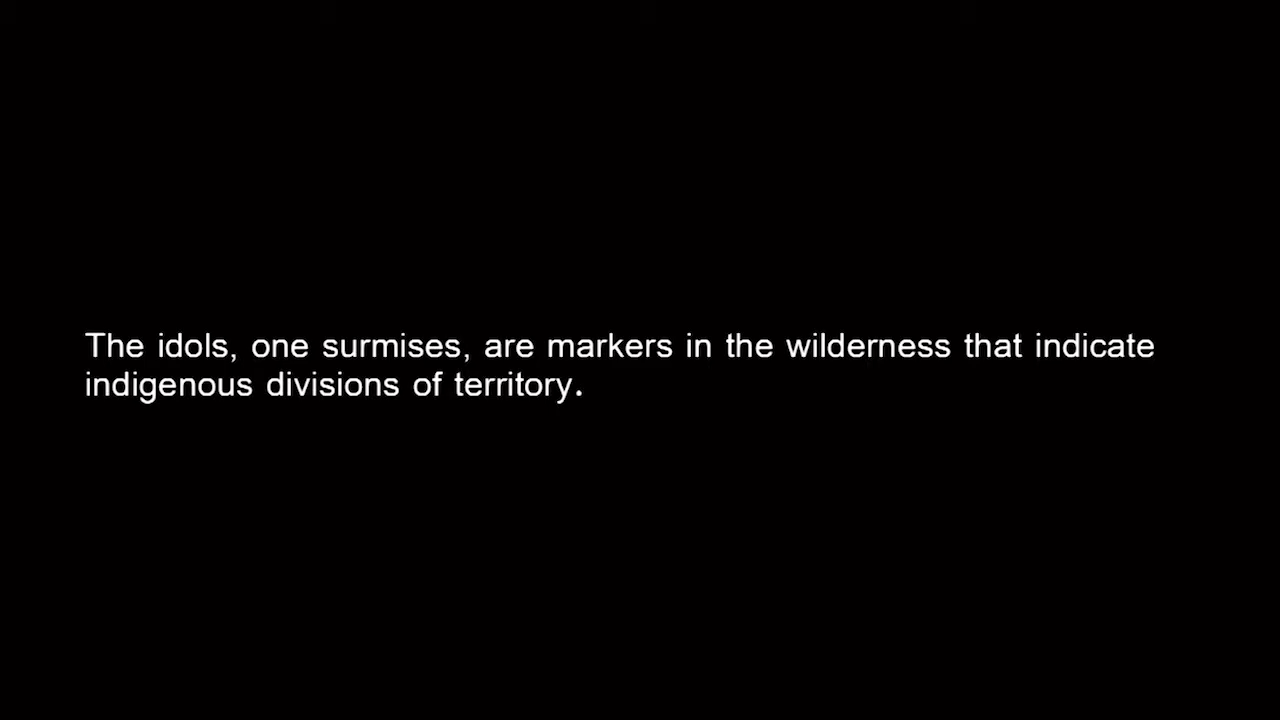 The idols, one surmises, are markers in the wilderness that indicate
indigenous divisions of territory.